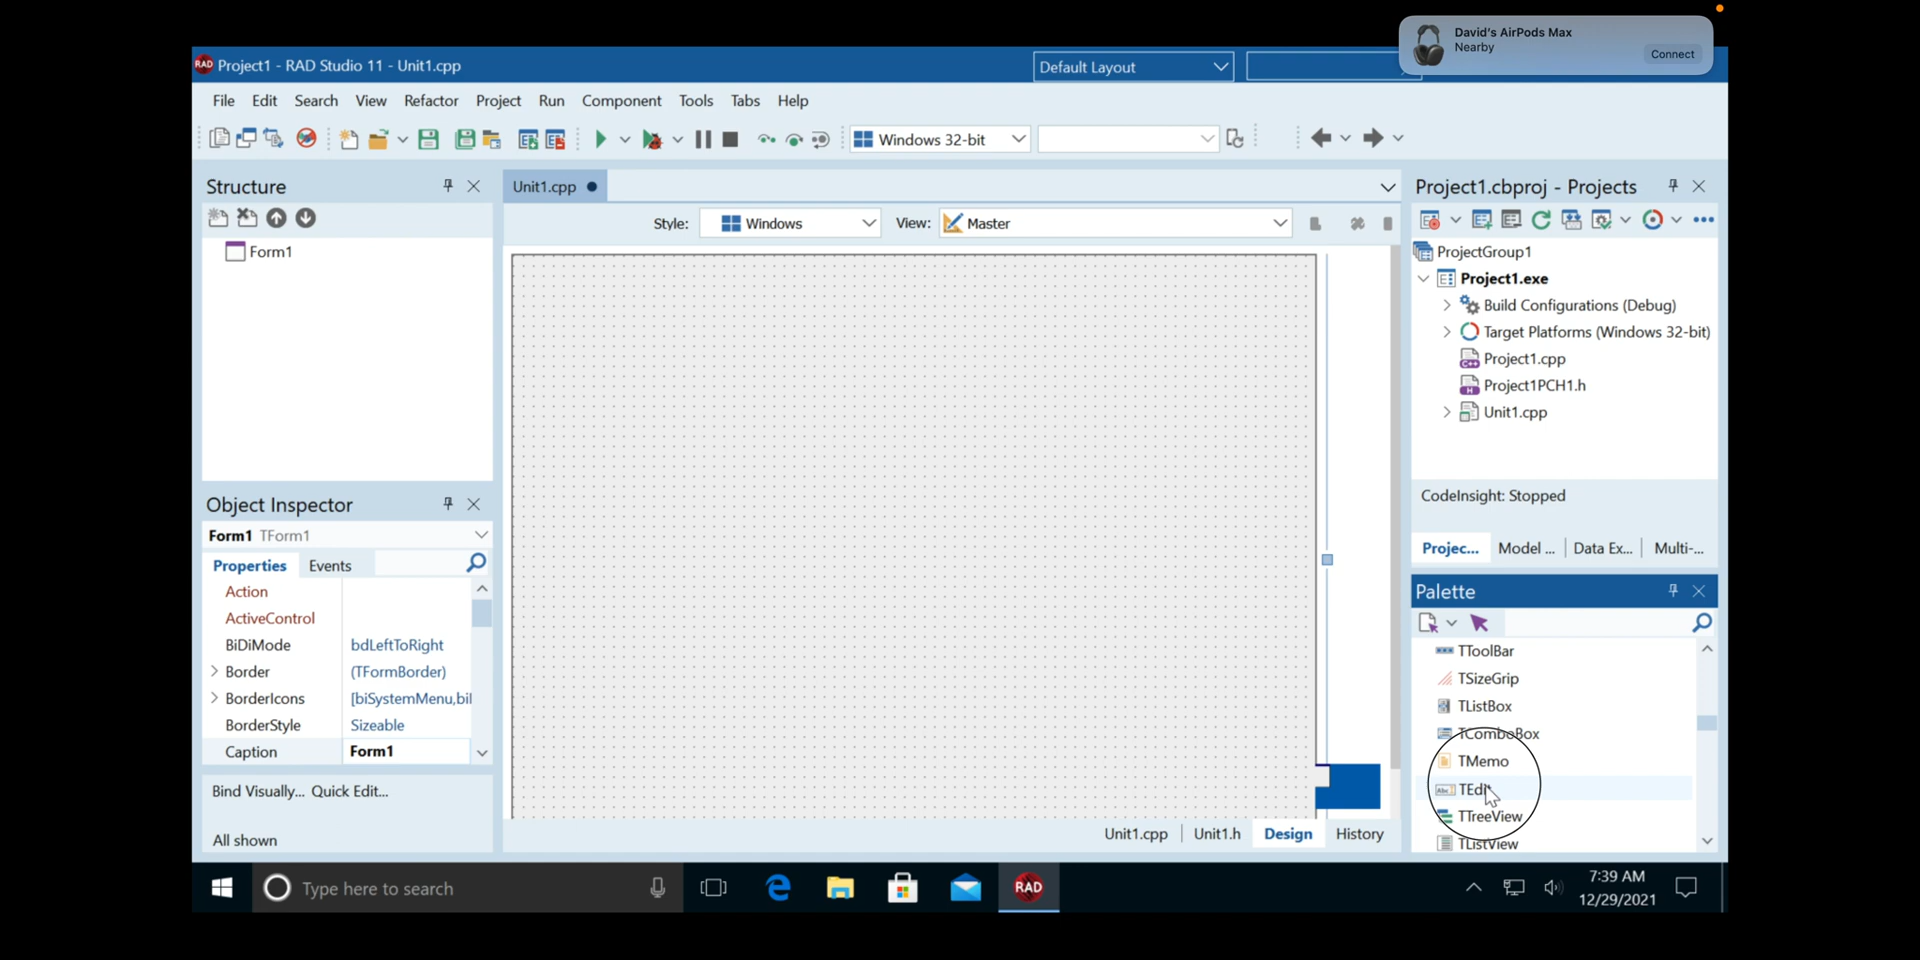 David's AirPods Max
Nearby
Connect
RAD Project1 - RAD Studio 11 - Unit1.cpp
Default Layout
File Edit Search View Refactor Project Run Component Tools Tabs Help
Windows 32-bit
Structure
Form1
Unit1.cpp
Style: Windows View: Master
Project1.cbproj - Projects
ProjectGroup1
Project1.exe
Build Configurations (Debug)
Target Platforms (Windows 32-bit)
Project1.cpp
Project1PCH1.h
Unit1.cpp
CodeInsight: Stopped
Projec... Model ... Data Ex... Multi-...
Object Inspector
Form1 TForm1
Properties Events
Action
ActiveControl
BiDiMode bdLeftToRight
Border (TFormBorder)
BorderIcons [biSystemMenu,bil
BorderStyle Sizeable
Caption Form1
Bind Visually... Quick Edit...
All shown
Palette
TToolBar
TSizeGrip
TListBox
TComboBox
TMemo
Abc TEdit
TTreeView
TListView
Unit1.cpp Unit1.h Design History
Type here to search
RAD
7:39 AM
12/29/2021